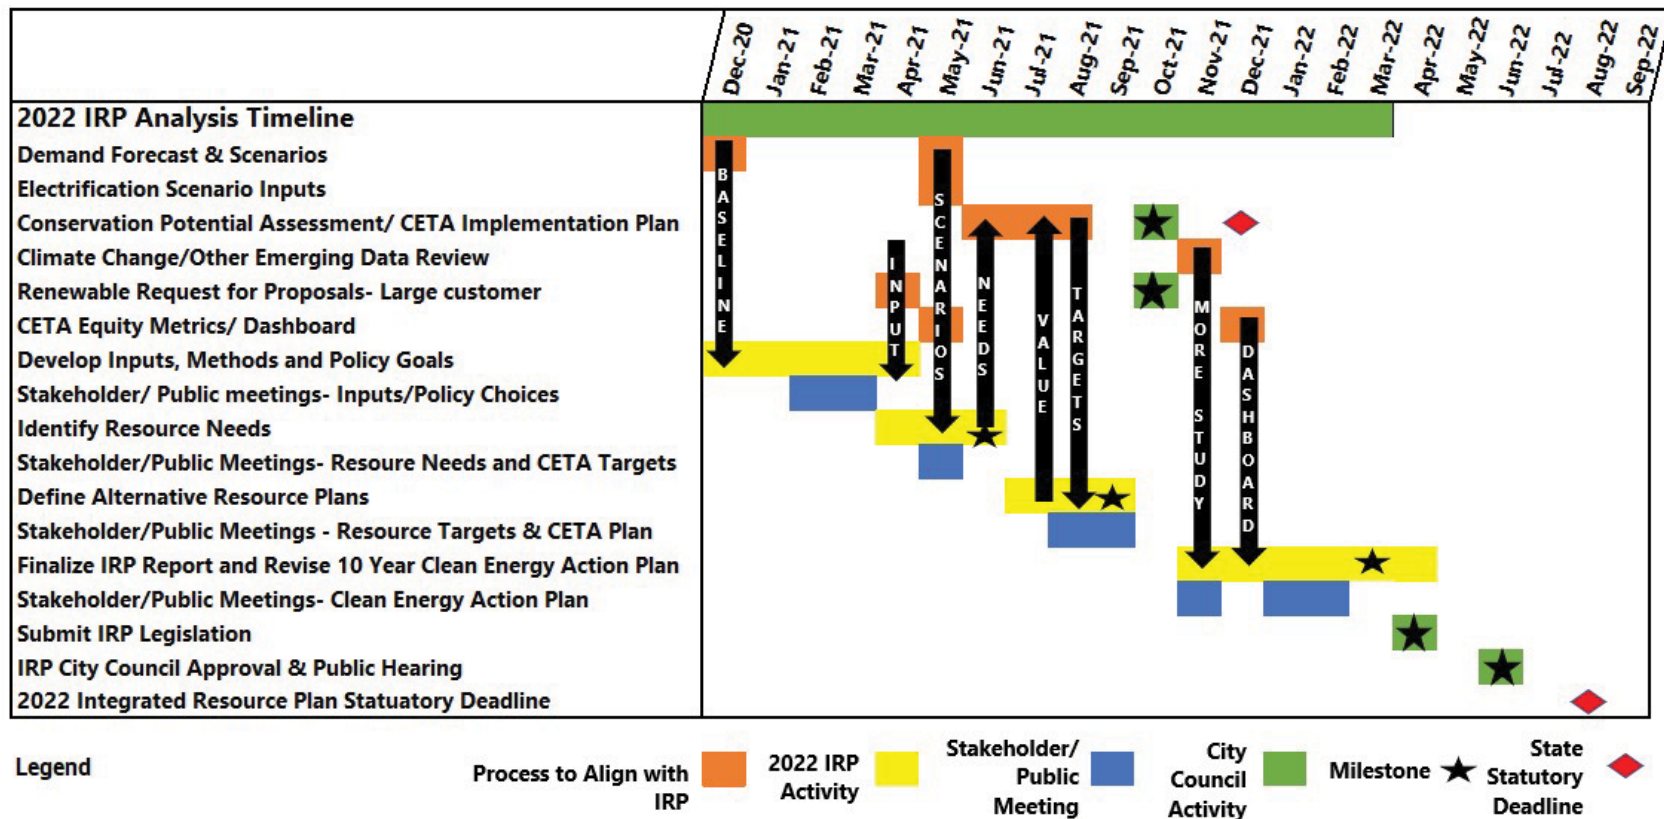 Dec-20 Jan-21 Feb-21 Mar-21 Apr-21 May-21 Jun-21 Jul-21 Aug-21 Sep-21 Oct-21 Nov-21 Dec-21 Jan-22 Feb-22 Mar-22 Apr-22 May-22 Jun-22 Jul-22 Aug-22 Sep-22
2022 IRP Analysis Timeline
Demand Forecast & Scenarios
Electrification Scenario Inputs
Conservation Potential Assessment/ CETA Implementation Plan
Climate Change/Other Emerging Data Review
Renewable Request for Proposals- Large customer
CETA Equity Metrics/ Dashboard
Develop Inputs, Methods and Policy Goals
Stakeholder/ Public meetings- Inputs/Policy Choices
Identify Resource Needs
Stakeholder/Public Meetings- Resoure Needs and CETA Targets
Define Alternative Resource Plans
Stakeholder/Public Meetings - Resource Targets & CETA Plan
Finalize IRP Report and Revise 10 Year Clean Energy Action Plan
Stakeholder/Public Meetings- Clean Energy Action Plan
Submit IRP Legislation
IRP City Council Approval & Public Hearing
2022 Integrated Resource Plan Statuatory Deadline
BASELINE
INPUT
SCENARIOS
NEEDS
VALUE
TARGETS
MORE STUDY
DASHBOARD
Legend
Process to Align with
IRP
2022 IRP
Activity
Stakeholder/
Public
Meeting
City
Council
Activity
Milestone
State
Statutory
Deadline